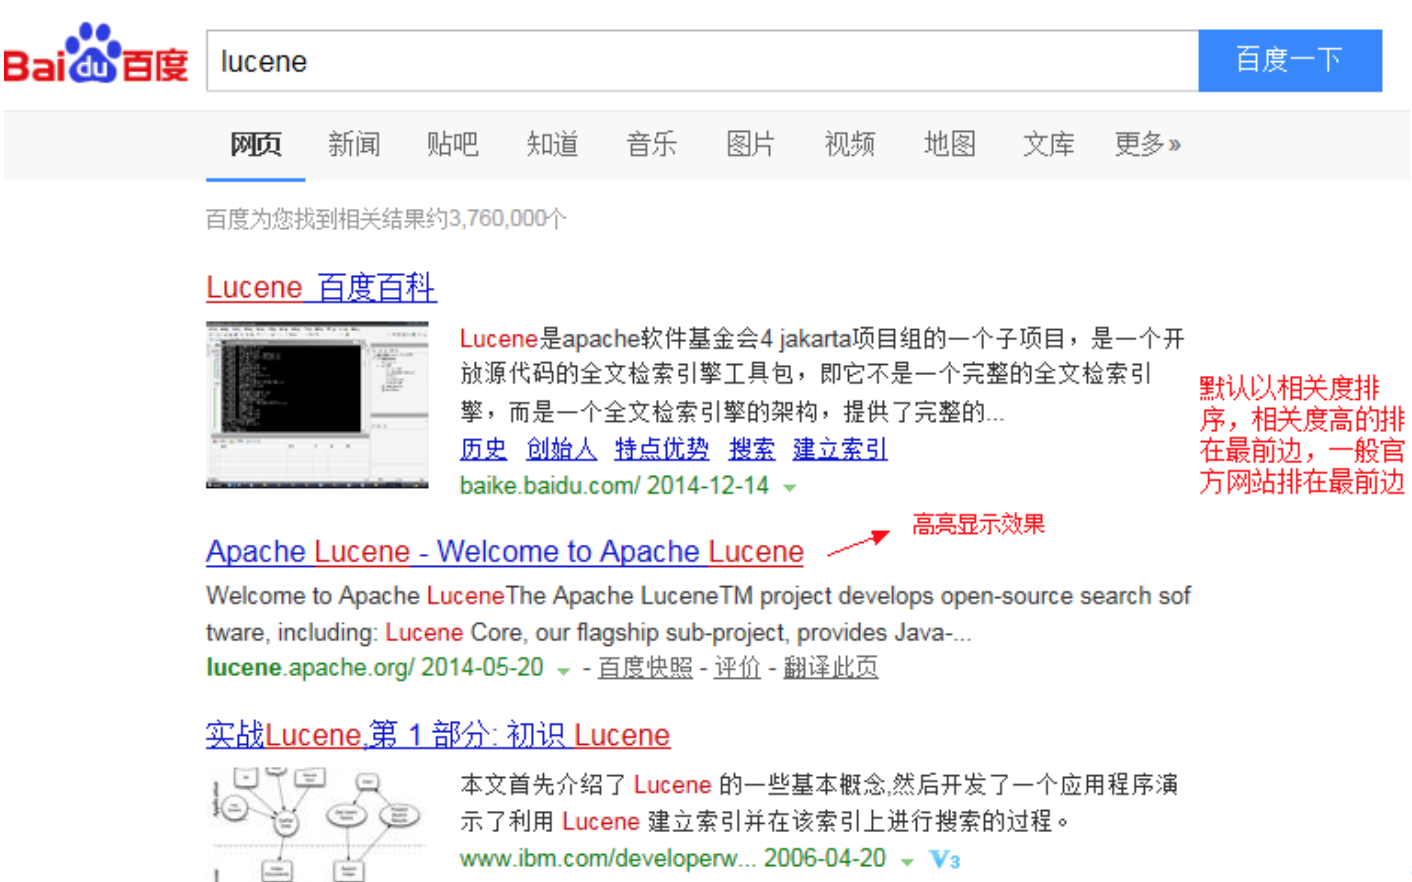 Bai du 百度
lucene
百度一下
网页 新闻 贴吧 知道 音乐 图片 视频 地图 文库 更多»
百度为您找到相关结果约3,760,000个
Lucene_百度百科
Lucene是apache软件基金会4 jakarta项目组的一个子项目，是一个开
放源代码的全文检索引擎工具包，即它不是一个完整的全文检索引
擎，而是一个全文检索引擎的架构，提供了完整的...
历史 创始人 特点优势 搜索 建立索引
baike.baidu.com/ 2014-12-14
默认以相关度排
序，相关度高的排
在最前边，一般官
方网站排在最前边
高亮显示效果
Apache Lucene - Welcome to Apache Lucene
Welcome to Apache LuceneThe Apache LuceneTM project develops open-source search sof
tware, including: Lucene Core, our flagship sub-project, provides Java-...
lucene.apache.org/ 2014-05-20 - 百度快照 - 评价 - 翻译此页
实战Lucene,第 1 部分: 初识 Lucene
本文首先介绍了 Lucene 的一些基本概念,然后开发了一个应用程序演
示了利用 Lucene 建立索引并在该索引上进行搜索的过程。
www.ibm.com/developerw... 2006-04-20 V3